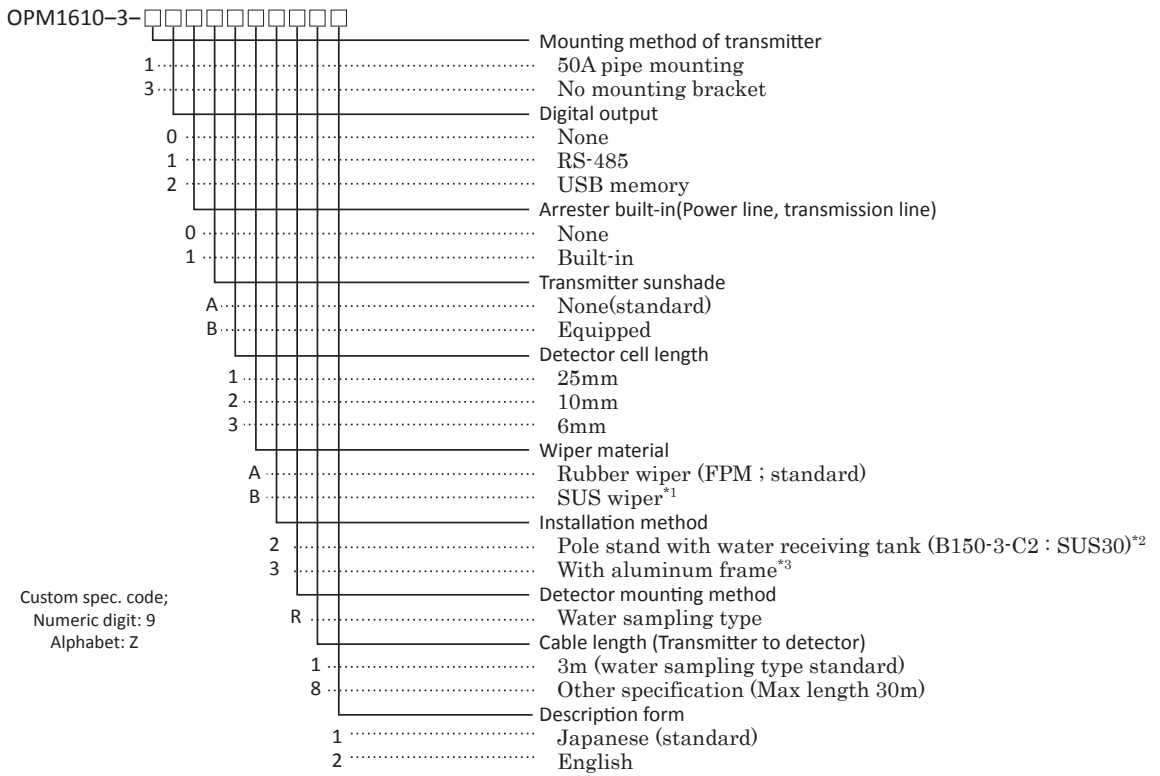 OPM1610–3–□□□□□□□□□□
Mounting method of transmitter
1 50A pipe mounting
3 No mounting bracket
Digital output
0 None
1 RS-485
2 USB memory
Arrester built-in(Power line, transmission line)
0 None
1 Built-in
Transmitter sunshade
A None(standard)
B Equipped
Detector cell length
1 25mm
2 10mm
3 6mm
Wiper material
A Rubber wiper (FPM ; standard)
B SUS wiper*1
Installation method
2 Pole stand with water receiving tank (B150-3-C2 : SUS30)*2
3 With aluminum frame*3
Detector mounting method
R Water sampling type
Cable length (Transmitter to detector)
1 3m (water sampling type standard)
8 Other specification (Max length 30m)
Description form
1 Japanese (standard)
2 English
Custom spec. code;
Numeric digit: 9
Alphabet: Z